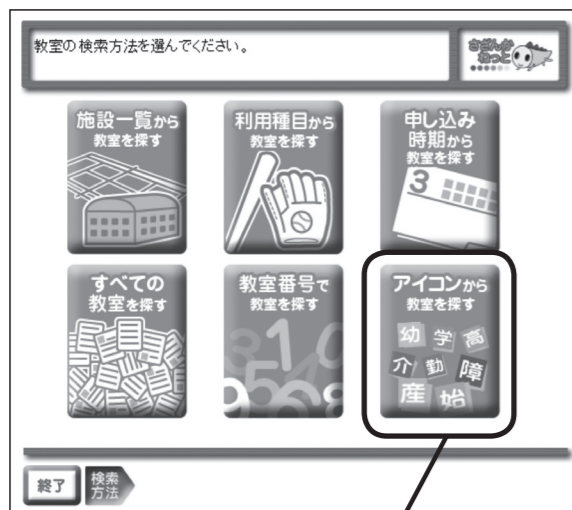 教室の検索方法を選んでください。
さざんか
ねっと
施設一覧から
教室を探す
利用種目から
教室を探す
申し込み
時期から
教室を探す
3
すべての
教室を探す
教室番号で
教室を探す
アイコンから
教室を探す
幼 学 高
介 勤 障
産 始
終了
検索
方法